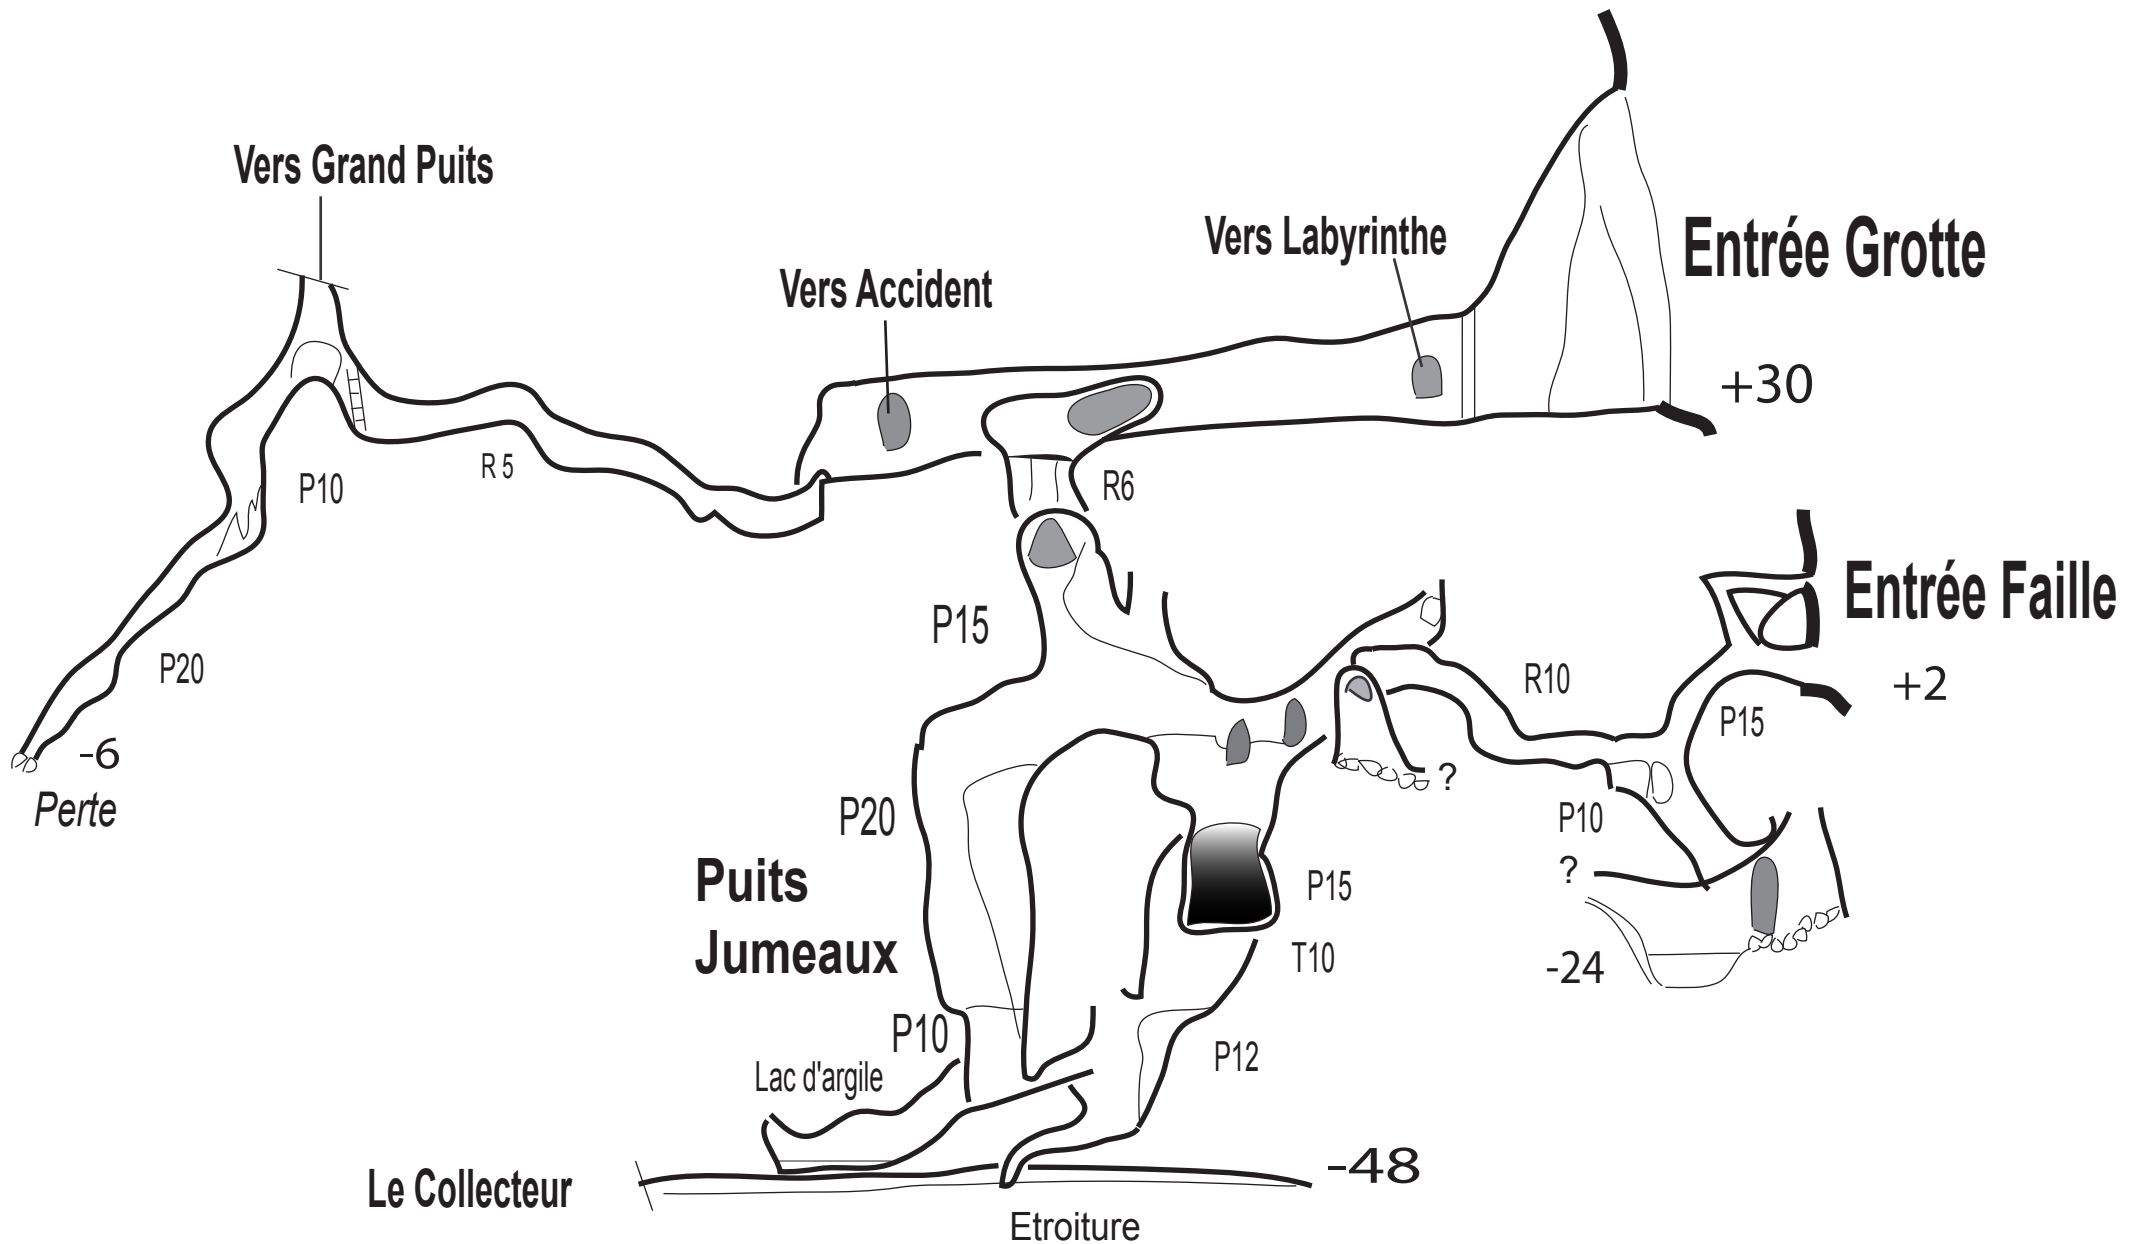 Vers Grand Puits
Vers Labyrinthe
Entrée Grotte
Vers Accident
+30
R 5
P10
R6
Entrée Faille
P15
P20
R10
+2
P15
-6
?
Perte
P20
P10
Puits
Jumeaux
?
P15
T10
-24
P10
P12
Lac d'argile
-48
Le Collecteur
Etroiture